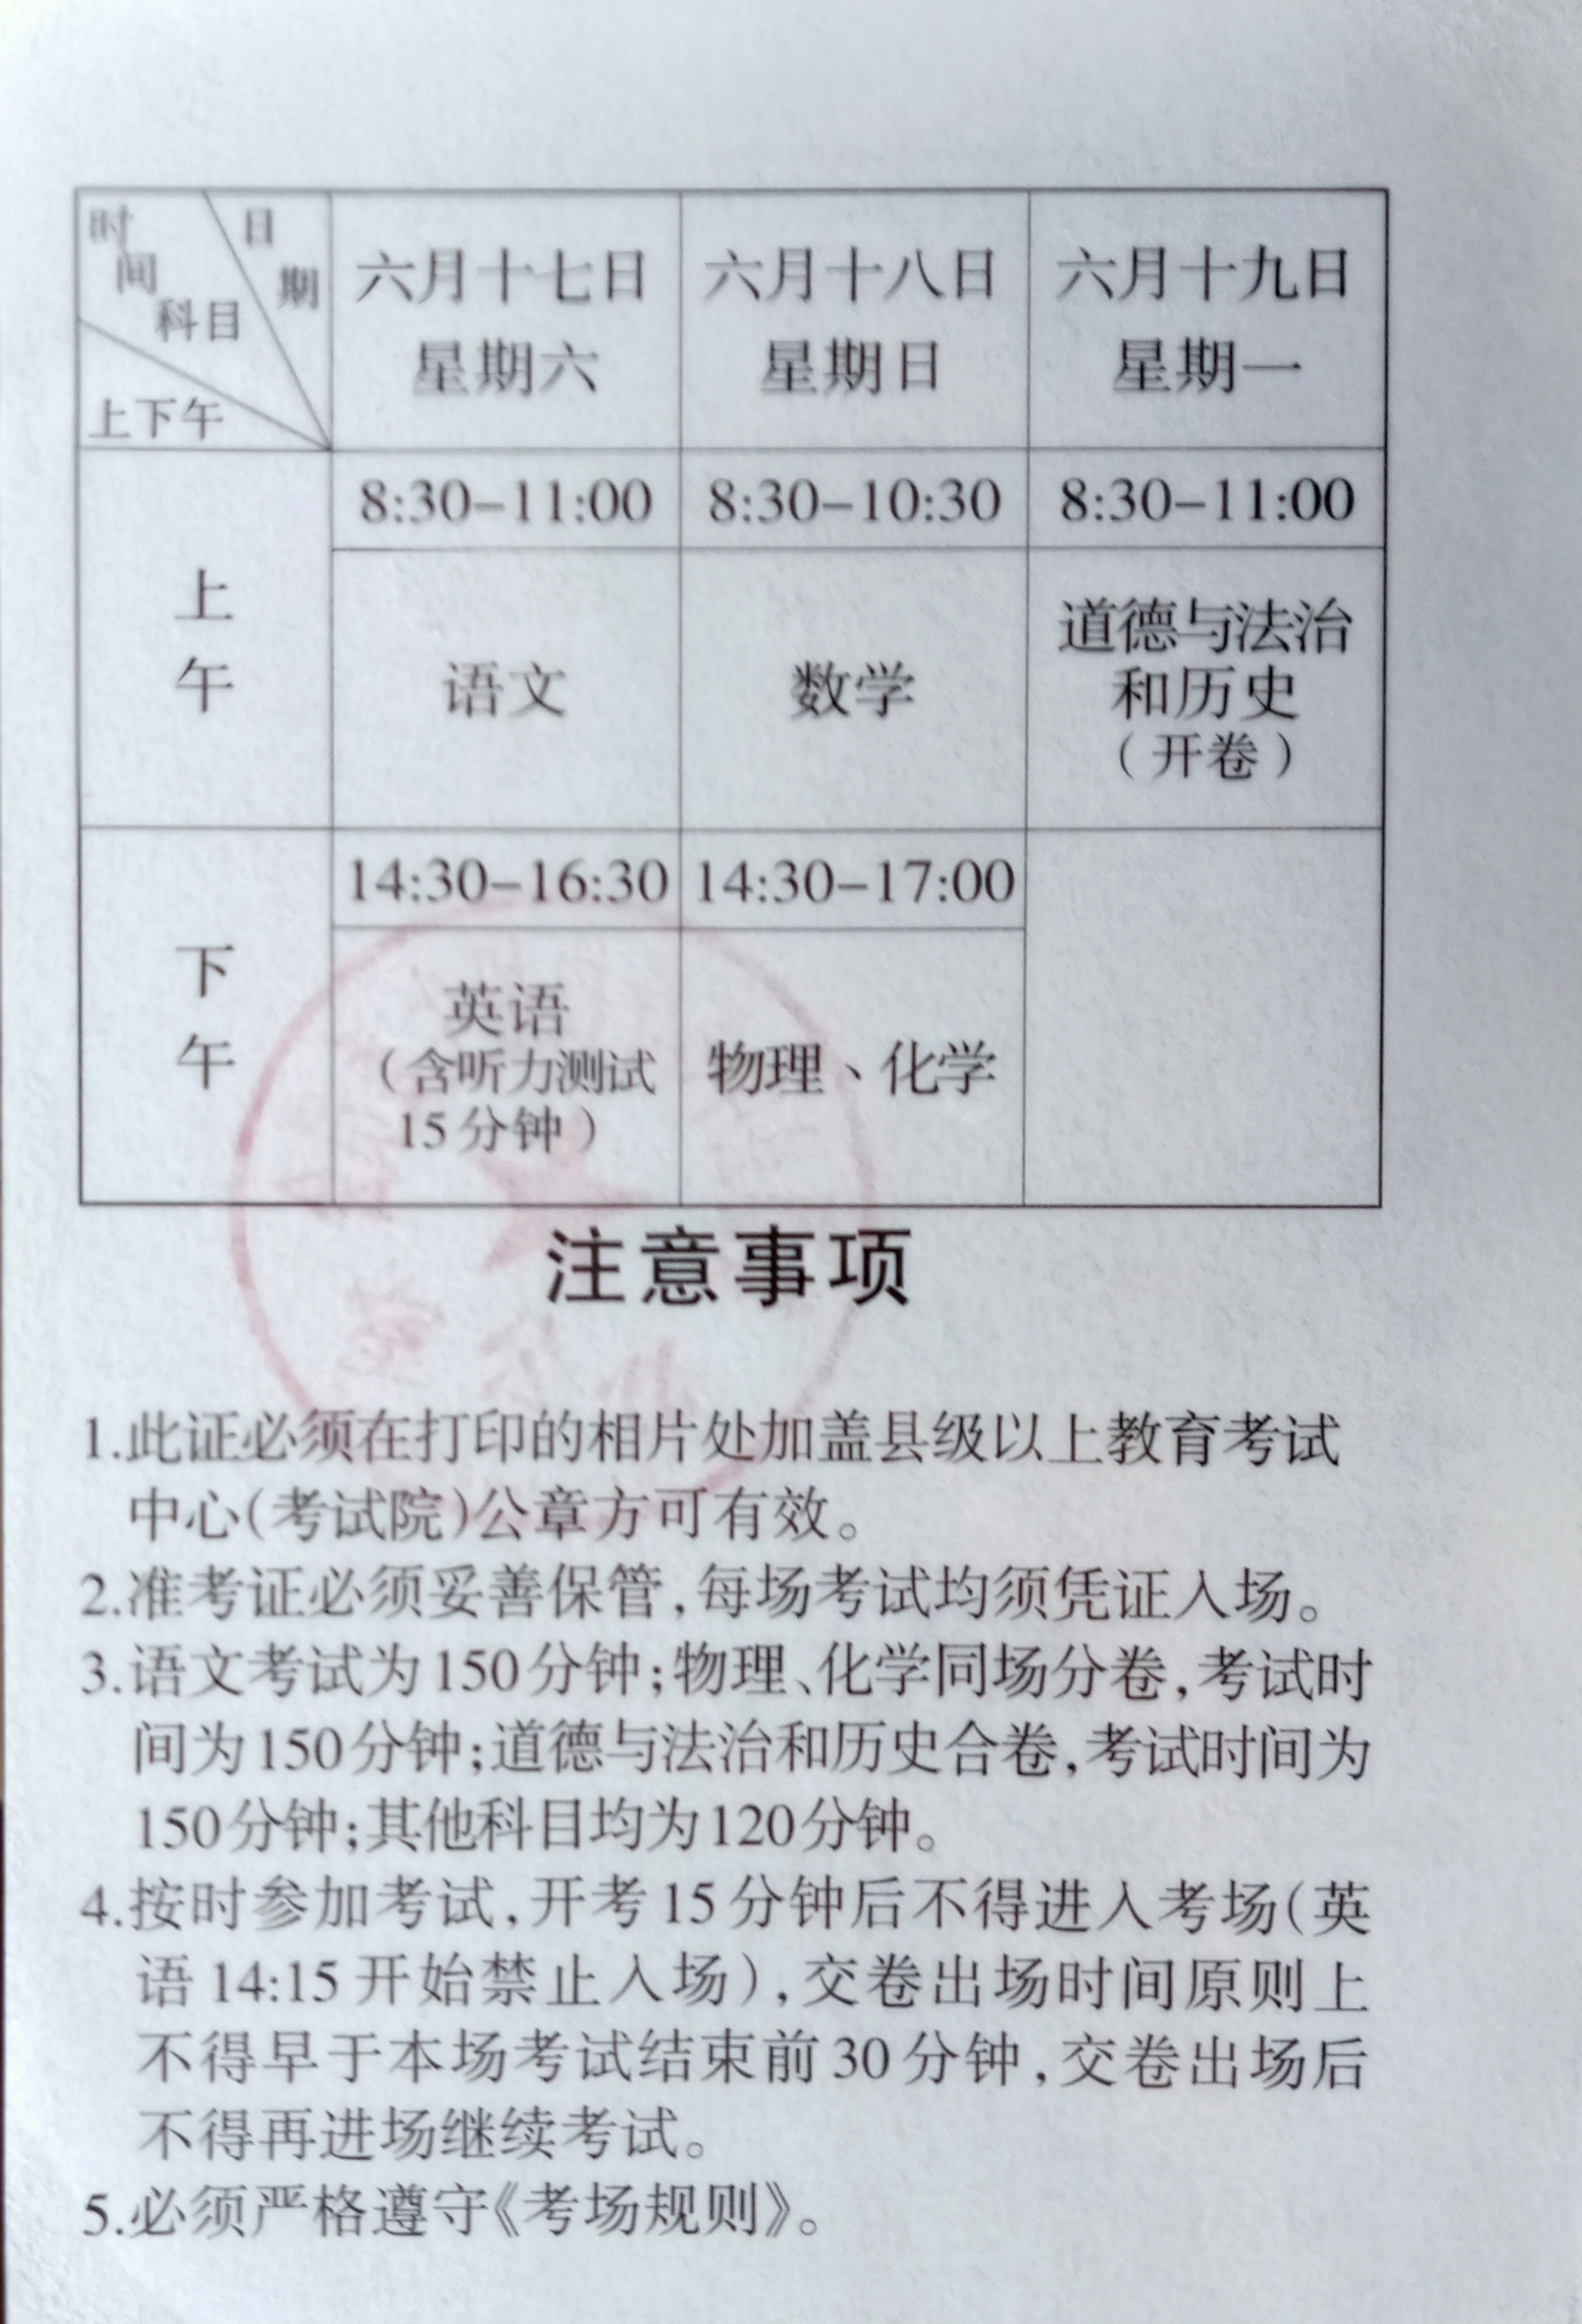 时间 科目 日期
上下午
六月十七日 六月十八日 六月十九日
星期六 星期日 星期一
上午
8:30-11:00 8:30-10:30 8:30-11:00
语文 数学 道德与法治
和历史
（开卷）
下午
14:30-16:30 14:30-17:00
英语
（含听力测试
15分钟）
物理、化学
注意事项
1.此证必须在打印的相片处加盖县级以上教育考试
中心(考试院)公章方可有效。
2.准考证必须妥善保管,每场考试均须凭证入场。
3.语文考试为150分钟;物理、化学同场分卷,考试时
间为150分钟;道德与法治和历史合卷,考试时间为
150分钟;其他科目均为120分钟。
4.按时参加考试,开考15分钟后不得进入考场(英
语14:15开始禁止入场),交卷出场时间原则上
不得早于本场考试结束前30分钟,交卷出场后
不得再进场继续考试。
5.必须严格遵守《考场规则》。